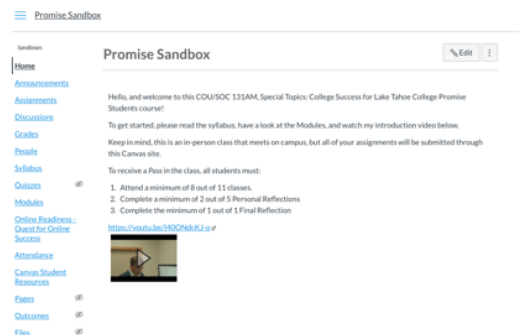 Promise Sandbox
Sandboxes
Home
Announcements
Assignments
Discussions
Grades
People
Syllabus
Quizzes
Modules
Online Readiness -
Quest for Online
Success
Attendance
Canvas Student
Resources
Pages
Outcomes
Files
Promise Sandbox
Edit
Hello, and welcome to this COU/SOC 131AM, Special Topics: College Success for Lake Tahoe College Promise
Students course!
To get started, please read the syllabus, have a look at the Modules, and watch my introduction video below.
Keep in mind, this is an in-person class that meets on campus, but all of your assignments will be submitted through
this Canvas site.
To receive a Pass in the class, all students must:
1. Attend a minimum of 8 out of 11 classes.
2. Complete a minimum of 2 out of 5 Personal Reflections
3. Complete the minimum of 1 out of 1 Final Reflection